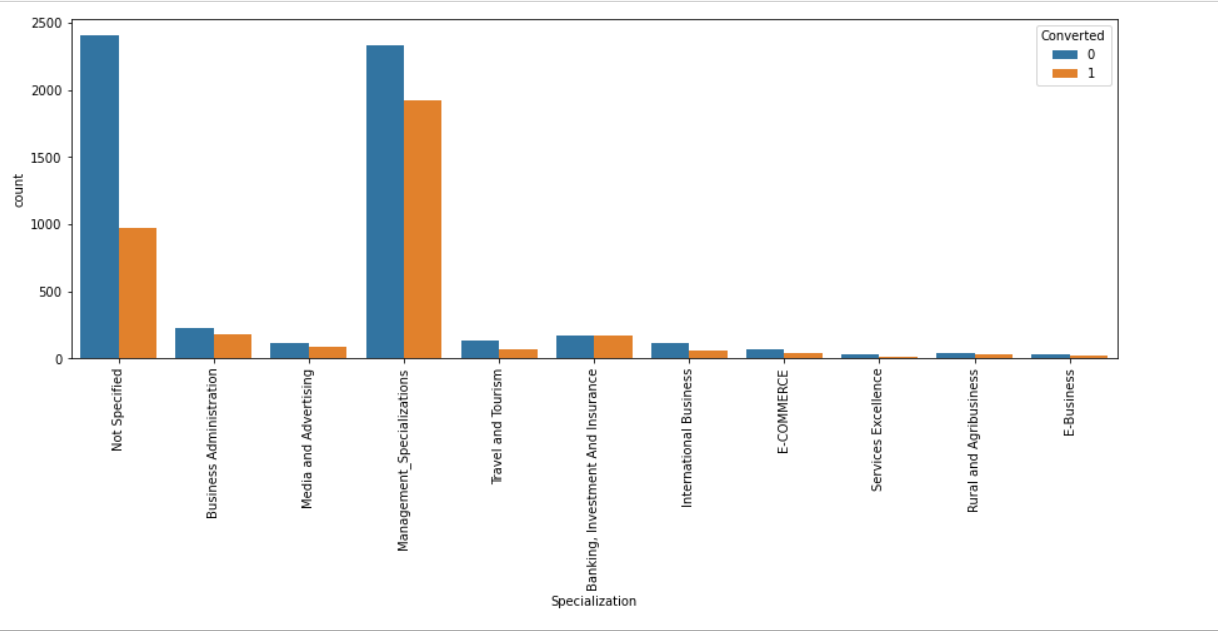 2500
2000
1500
1000
500
0
count
Converted
0
1
Not Specified
Business Administration
Media and Advertising
Management_Specializations
Travel and Tourism
Banking, Investment And Insurance
International Business
E-COMMERCE
Services Excellence
Rural and Agribusiness
E-Business
Specialization